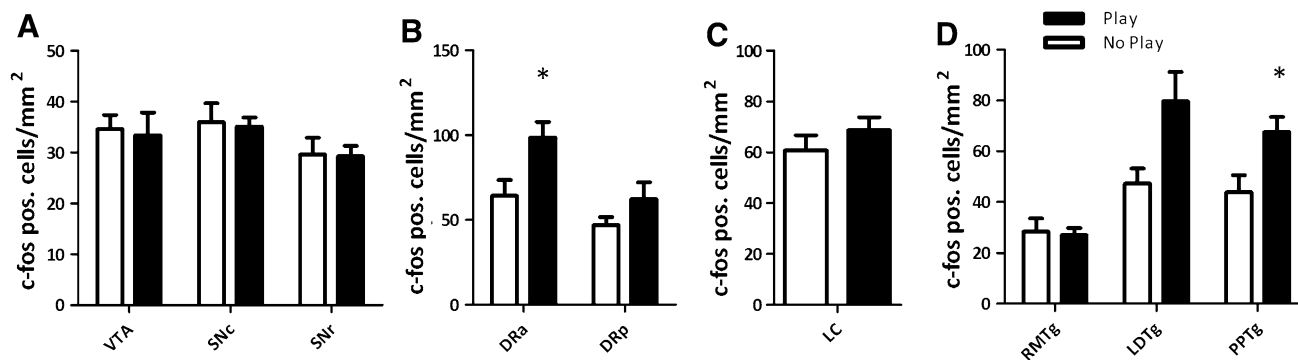 A
B
C
D
Play
No Play
c-fos pos. cells/mm2
50
40
30
20
10
0
VTA
SNc
SNr
c-fos pos. cells/mm2
150
100
50
0
*
DRa
DRp
c-fos pos. cells/mm2
100
80
60
40
20
0
LC
c-fos pos. cells/mm2
100
80
60
40
20
0
*
RMTg
LDTg
PPTg